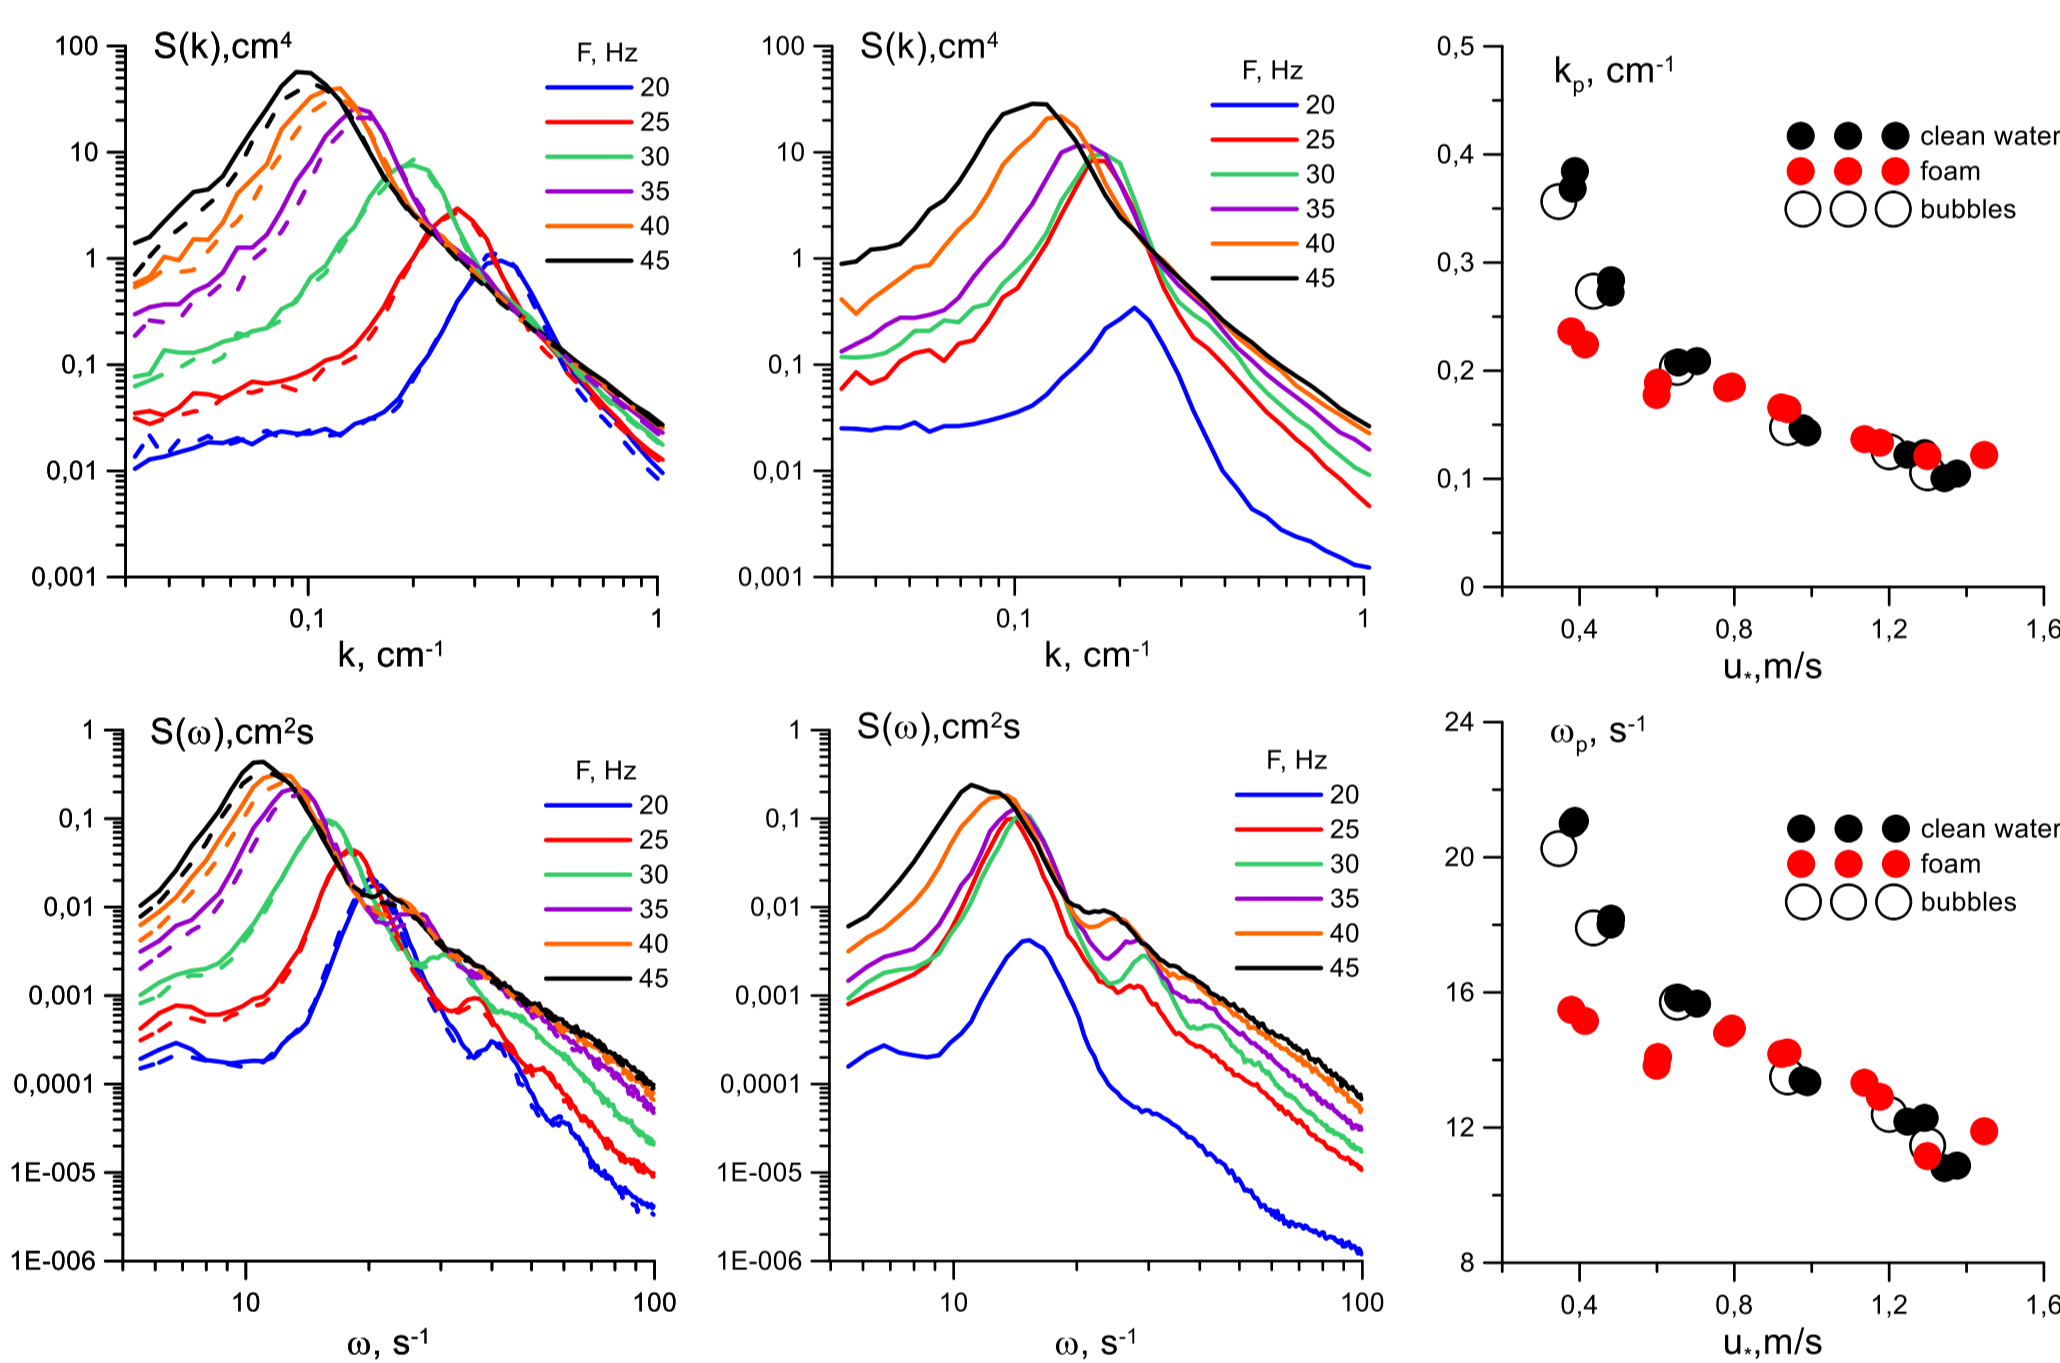 S(k),cm⁴
F, Hz
20
25
30
35
40
45
100
10
1
0,1
0,01
0,001
0,1
1
k, cm⁻¹
S(k),cm⁴
F, Hz
20
25
30
35
40
45
100
10
1
0,1
0,01
0,001
0,1
1
k, cm⁻¹
kₚ, cm⁻¹
clean water
foam
bubbles
0,5
0,4
0,3
0,2
0,1
0
0,4
0,8
1,2
1,6
u*,m/s
S(ω),cm²s
F, Hz
20
25
30
35
40
45
1
0,1
0,01
0,001
0,0001
1E-005
1E-006
10
100
ω, s⁻¹
S(ω),cm²s
F, Hz
20
25
30
35
40
45
1
0,1
0,01
0,001
0,0001
1E-005
1E-006
10
100
ω, s⁻¹
ωₚ, s⁻¹
clean water
foam
bubbles
24
20
16
12
8
0,4
0,8
1,2
1,6
u*,m/s